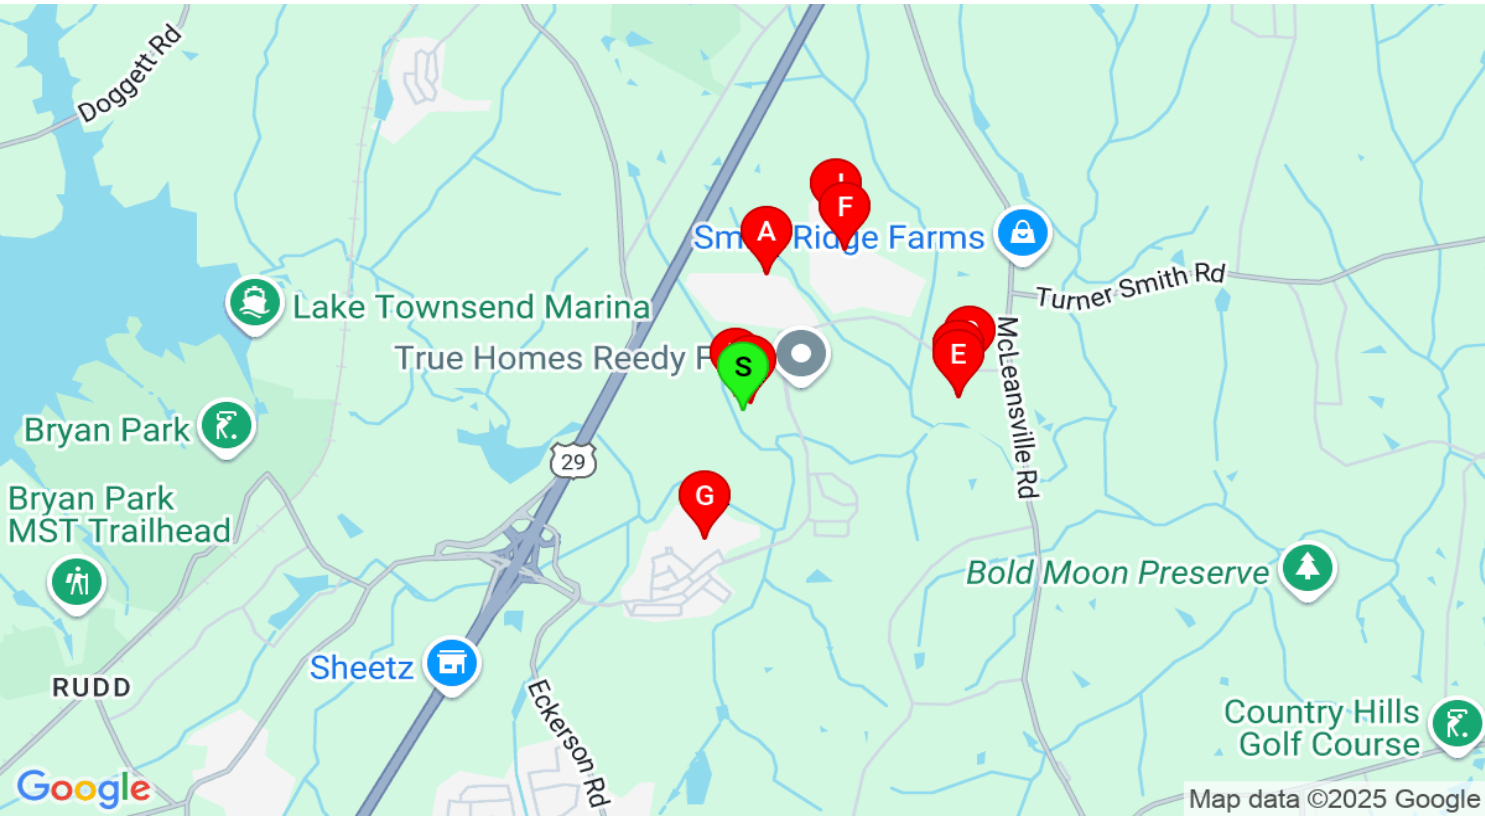 Doggett Rd
A
F
Sm Ridge Farms
Turner Smith Rd
Lake Townsend Marina
True Homes Reedy F
S
E
McLeansville Rd
Bryan Park
29
Bryan Park
MST Trailhead
G
Bold Moon Preserve
Sheetz
RUDD
Eckerson Rd
Country Hills
Golf Course
Google
Map data ©2025 Google